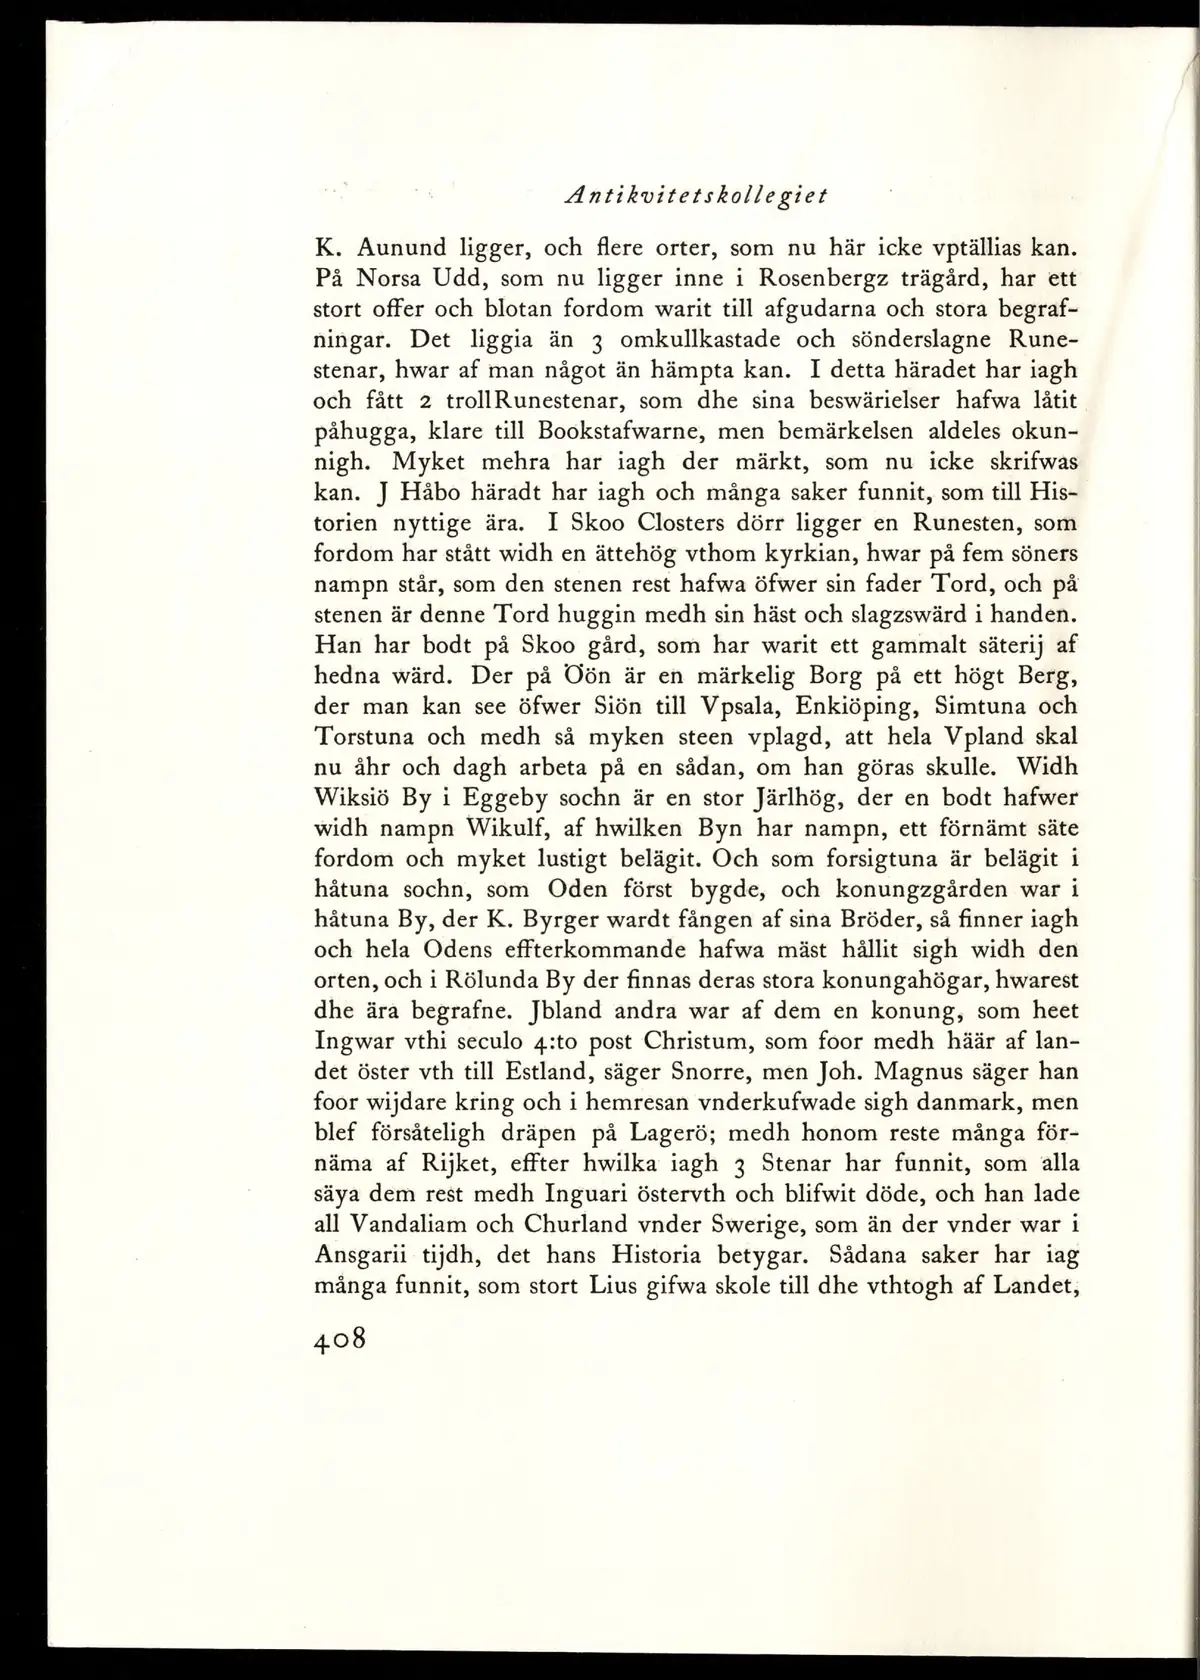 Antikvitetskollegiet
K. Aunund ligger, och flere orter, som nu här icke vptällias kan.
På Norsa Udd, som nu ligger inne i Rosenbergz trägård, har ett
stort offer och blotan fordom warit till afgudarna och stora begraf-
ningar. Det liggia än 3 omkullkastade och sönderslagne Rune-
stenar, hwar af man något än hämpta kan. I detta häradet har iagh
och fått 2 trollRunestenar, som dhe sina beswärielser hafwa låtit
påhugga, klare till Bookstafwarne, men bemärkelsen aldeles okun-
nigh. Myket mehra har iagh der märkt, som nu icke skrifwas
kan. J Håbo häradt har iagh och många saker funnit, som till His-
torien nyttige ära. I Skoo Closters dörr ligger en Runesten, som
fordom har stått widh en ättehög vthom kyrkian, hwar på fem söners
nampn står, som den stenen rest hafwa öfwer sin fader Tord, och på
stenen är denne Tord huggin medh sin häst och slagzswärd i handen.
Han har bodt på Skoo gård, som har warit ett gammalt säterij af
hedna wärd. Der på Öön är en märkelig Borg på ett högt Berg,
der man kan see öfwer Siön till Vpsala, Enkiöping, Simtuna och
Torstuna och medh så myken steen vplagd, att hela Vpland skal
nu åhr och dagh arbeta på en sådan, om han göras skulle. Widh
Wiksiö By i Eggeby sochn är en stor Järlhög, der en bodt hafwer
widh nampn Wikulf, af hwilken Byn har nampn, ett förnämt säte
fordom och myket lustigt belägit. Och som forsigtuna är belägit i
håtuna sochn, som Oden först bygde, och konungzgården war i
håtuna By, der K. Byrger wardt fången af sina Bröder, så finner iagh
och hela Odens effterkommande hafwa mäst hållit sigh widh den
orten, och i Rölunda By der finnas deras stora konungahögar, hwarest
dhe ära begrafne. Jbland andra war af dem en konung, som heet
Ingwar vthi seculo 4:to post Christum, som foor medh häär af lan-
det öster vth till Estland, säger Snorre, men Joh. Magnus säger han
foor wijdare kring och i hemresan vnderkufwade sigh danmark, men
blef försåteligh dräpen på Lagerö; medh honom reste många för-
näma af Rijket, effter hwilka iagh 3 Stenar har funnit, som alla
säya dem rest medh Inguari östervth och blifwit döde, och han lade
all Vandaliam och Churland vnder Swerige, som än der vnder war i
Ansgarii tijdh, det hans Historia betygar. Sådana saker har iag
många funnit, som stort Lius gifwa skole till dhe vthtogh af Landet,
408